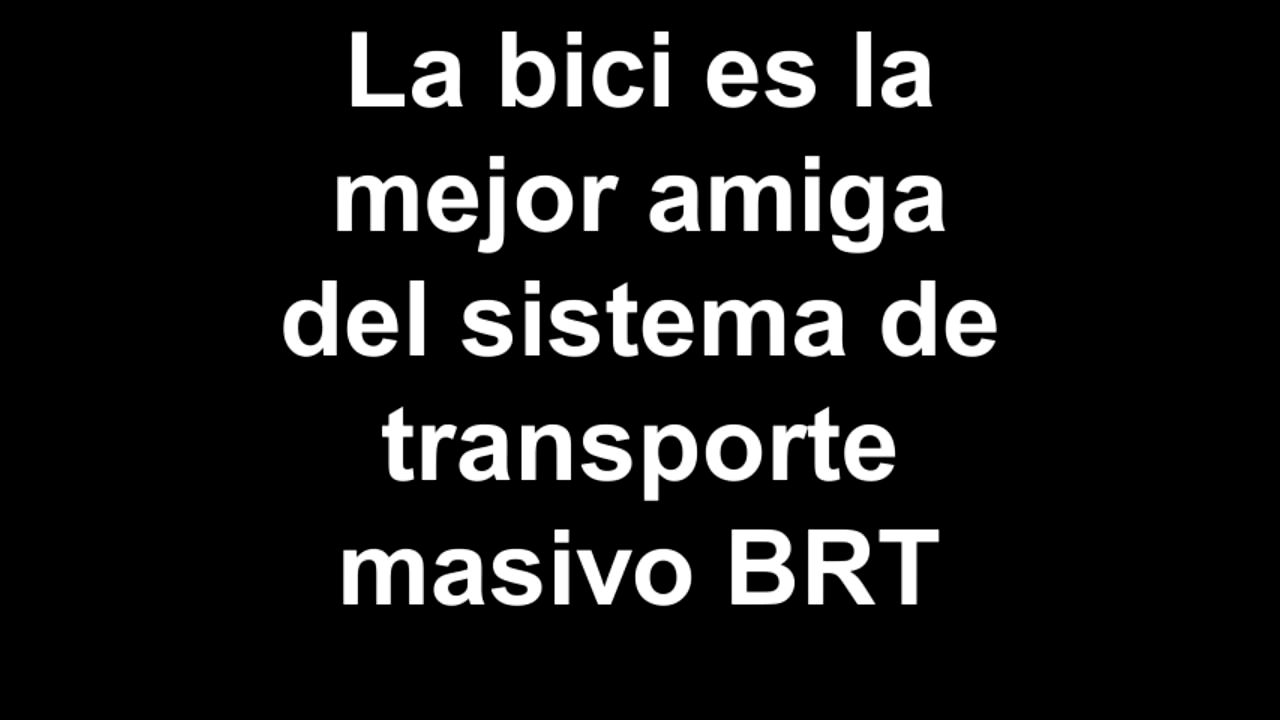 La bici es la
mejor amiga
del sistema de
transporte
masivo BRT